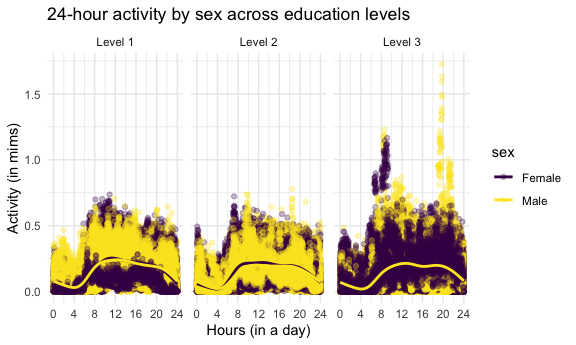 24-hour activity by sex across education levels
Level 1 Level 2 Level 3
1.5
1.0
0.5
0.0
Activity (in mims)
0 4 8 12 16 20 24 0 4 8 12 16 20 24 0 4 8 12 16 20 24
Hours (in a day)
sex
Female
Male